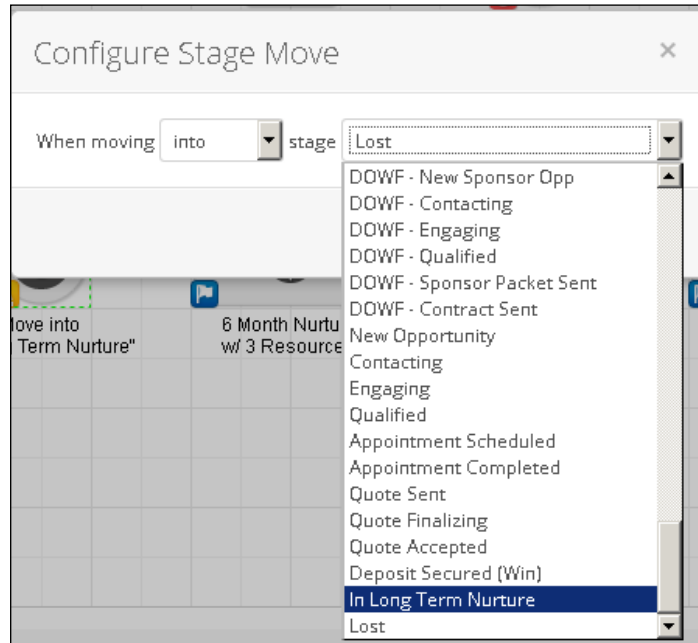 Configure Stage Move
×
When moving into stage Lost
DOWF - New Sponsor Opp
DOWF - Contacting
DOWF - Engaging
DOWF - Qualified
DOWF - Sponsor Packet Sent
DOWF - Contract Sent
New Opportunity
Contacting
Engaging
Qualified
Appointment Scheduled
Appointment Completed
Quote Sent
Quote Finalizing
Quote Accepted
Deposit Secured (Win)
In Long Term Nurture
Lost
ove into
Term Nurture"
6 Month Nurtu
w/ 3 Resource